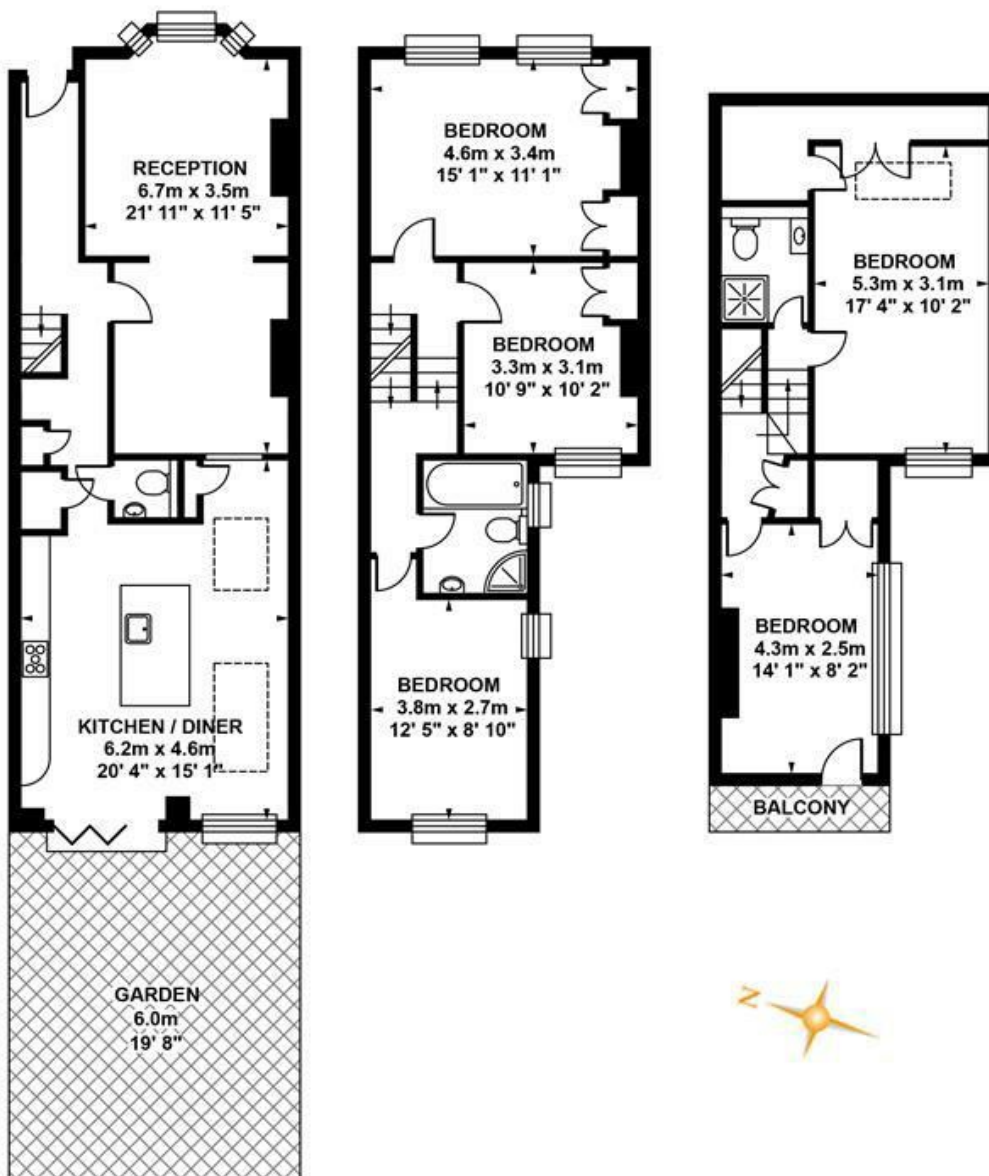 RECEPTION
6.7m x 3.5m
21' 11" x 11' 5"
KITCHEN / DINER
6.2m x 4.6m
20' 4" x 15' 1"
GARDEN
6.0m
19' 8"
BEDROOM
4.6m x 3.4m
15' 1" x 11' 1"
BEDROOM
3.3m x 3.1m
10' 9" x 10' 2"
BEDROOM
3.8m x 2.7m
12' 5" x 8' 10"
BEDROOM
5.3m x 3.1m
17' 4" x 10' 2"
BEDROOM
4.3m x 2.5m
14' 1" x 8' 2"
BALCONY
N